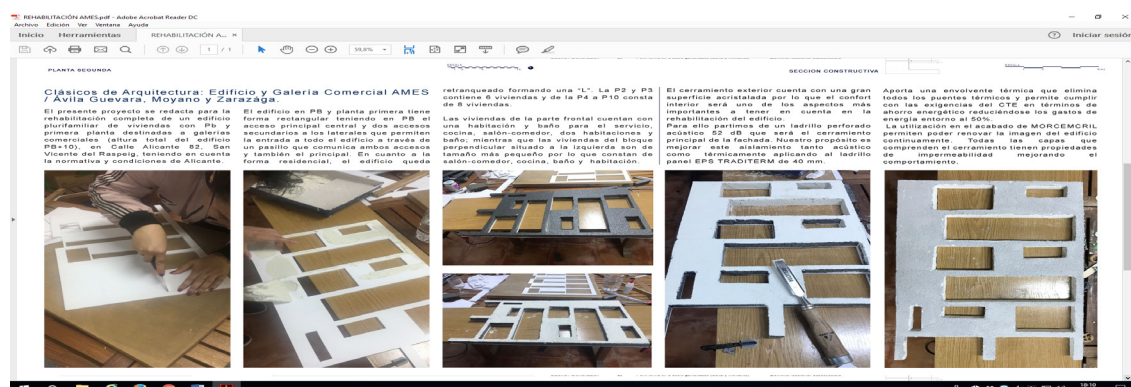 REHABILITACIÓN AMES.pdf - Adobe Acrobat Reader DC
Archivo Edición Ver Ventana Ayuda
Inicio Herramientas REHABILITACIÓN A... ×
Iniciar sesión
1 / 1
59,8%
PLANTA SEGUNDA
SECCION CONSTRUCTIVA
Clásicos de Arquitectura: Edificio y Galería Comercial AMES
/ Ávila Guevara, Moyano y Zarazaga.
El presente proyecto se redacta para la
rehabilitación completa de un edificio
plurifamiliar de viviendas con Pb y
primera planta destinadas a galerías
comerciales (altura total del edificio
PB+10), en Calle Alicante 82, San
Vicente del Raspeig, teniendo en cuenta
la normativa y condiciones de Alicante.
El edificio en PB y planta primera tiene
forma rectangular teniendo en PB el
acceso principal central y dos accesos
secundarios a los laterales que permiten
la entrada a todo el edificio a través de
un pasillo que comunica ambos accesos
y también el principal. En cuanto a la
forma residencial, el edificio queda
retranqueado formando una "L". La P2 y P3
contiene 6 viviendas y de la P4 a P10 consta
de 8 viviendas.
Las viviendas de la parte frontal cuentan con
una habitación y baño para el servicio,
cocina, salón-comedor, dos habitaciones y
baño; mientras que las viviendas del bloque
perpendicular situado a la izquierda son de
tamaño más pequeño por lo que constan de
salón-comedor, cocina, baño y habitación.
El cerramiento exterior cuenta con una gran
superficie acristalada por lo que el confort
interior será uno de los aspectos más
importantes a tener en cuenta en la
rehabilitación del edificio.
Para ello partimos de un ladrillo perforado
acústico 52 dB que será el cerramiento
principal de la fachada. Nuestro propósito es
mejorar este aislamiento tanto acústico
como térmicamente aplicando al ladrillo
panel EPS TRADITERM de 40 mm.
Aporta una envolvente térmica que elimina
todos los puentes térmicos y permite cumplir
con las exigencias del CTE en términos de
ahorro energético reduciéndose los gastos de
energía entorno al 50%.
La utilización en el acabado de MORCEMCRIL
permiten poder renovar la imagen del edificio
continuamente. Todas las capas que
comprenden el cerramiento tienen propiedades
de impermeabilidad mejorando el
comportamiento.
18:10